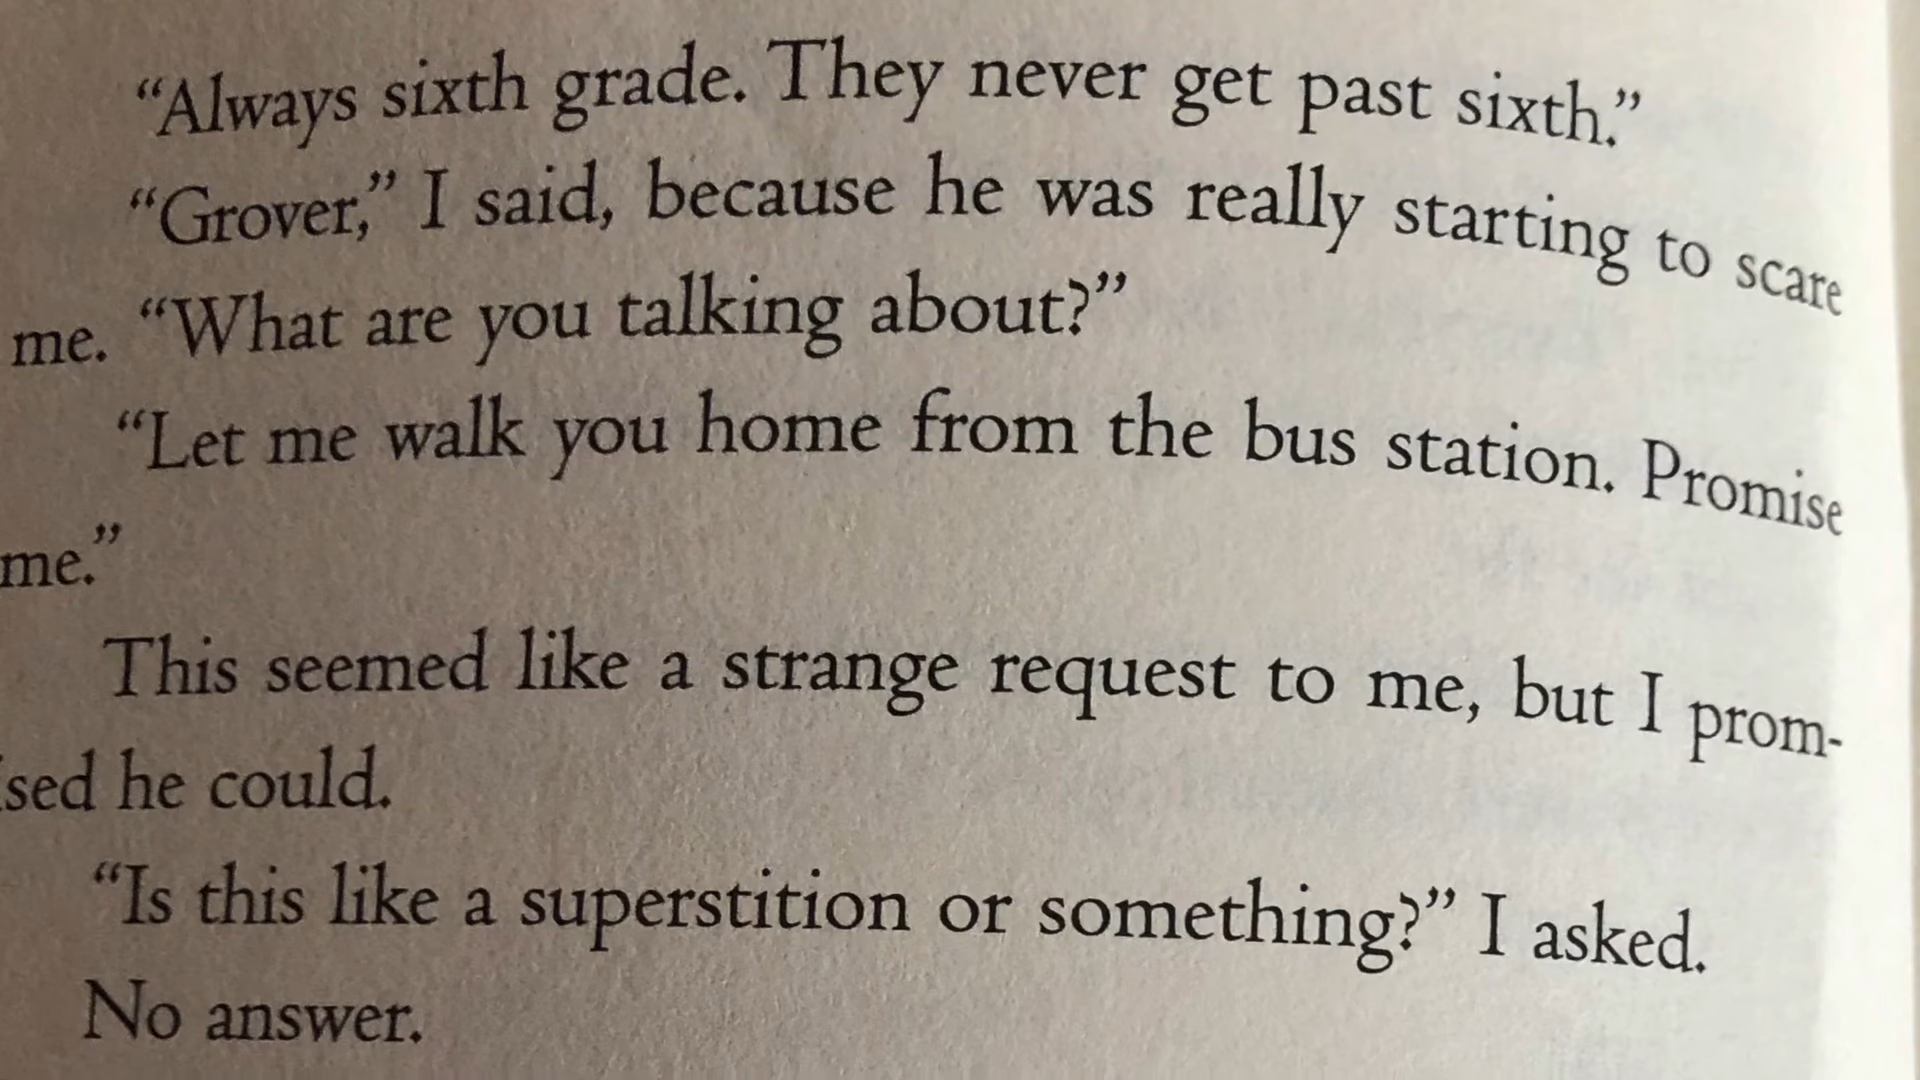 “Always sixth grade. They never get past sixth.”
“Grover,” I said, because he was really starting to scare
me. “What are you talking about?”
“Let me walk you home from the bus station. Promise
me.”
This seemed like a strange request to me, but I prom-
ised he could.
“Is this like a superstition or something?” I asked.
No answer.